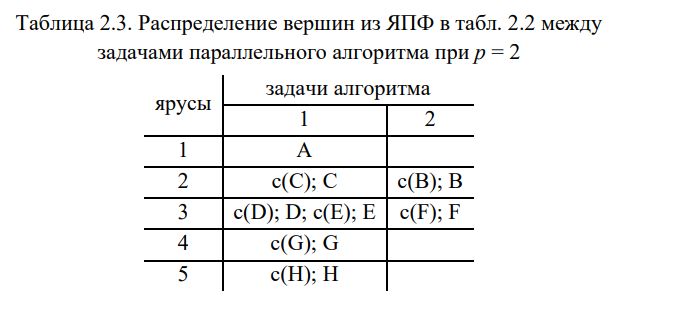 Таблица 2.3. Распределение вершин из ЯПФ в табл. 2.2 между
задачами параллельного алгоритма при p = 2
ярусы
задачи алгоритма
1 2
1 A
2 c(C); C c(B); B
3 c(D); D; c(E); E c(F); F
4 c(G); G
5 c(H); H